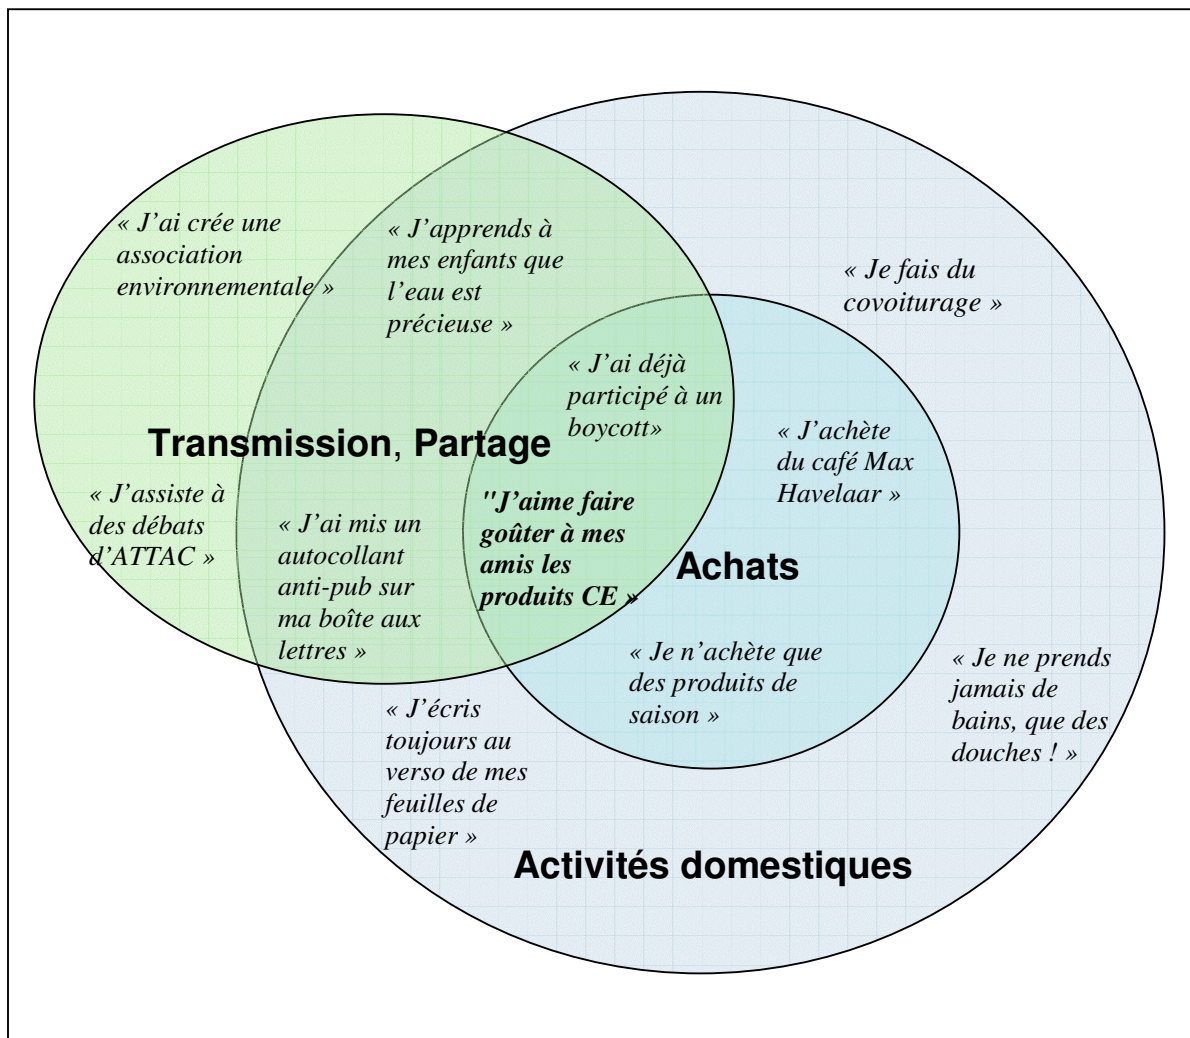 « J'ai crée une
association
environnementale »
« J'apprends à
mes enfants que
l'eau est
précieuse »
« Je fais du
covoiturage »
« J'ai déjà
participé à un
boycott»
Transmission, Partage
« J'achète
du café Max
Havelaar »
« J'assiste à
des débats
d'ATTAC »
« J'ai mis un
autocollant
anti-pub sur
ma boîte aux
lettres »
"J'aime faire
goûter à mes
amis les
produits CE »
Achats
« Je n'achète que
des produits de
saison »
« Je ne prends
jamais de
bains, que des
douches ! »
« J'écris
toujours au
verso de mes
feuilles de
papier »
Activités domestiques